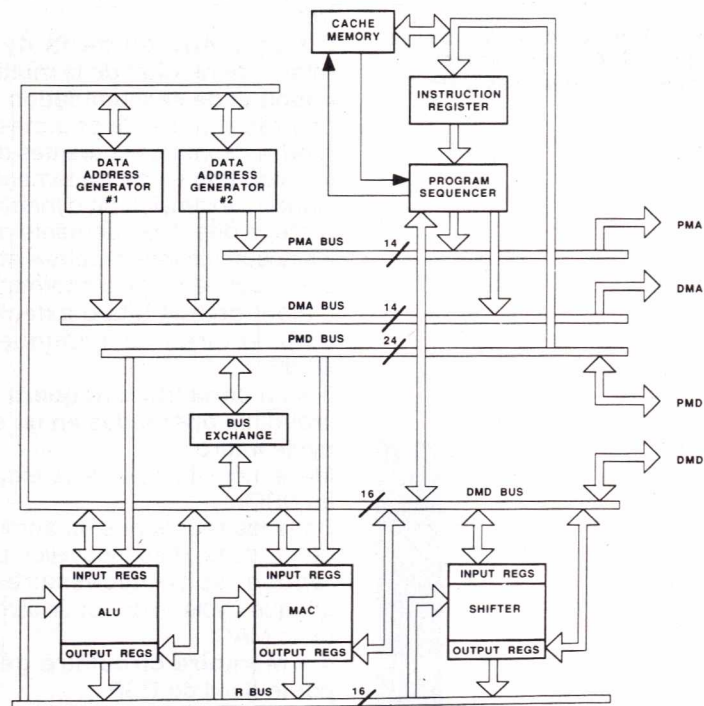 CACHE
MEMORY
INSTRUCTION
REGISTER
DATA
ADDRESS
GENERATOR
#1
DATA
ADDRESS
GENERATOR
#2
PROGRAM
SEQUENCER
PMA BUS
14
PMA
DMA BUS
14
DMA
PMD BUS
24
PMD
BUS
EXCHANGE
DMD
16
DMD BUS
INPUT REGS
ALU
OUTPUT REGS
INPUT REGS
MAC
OUTPUT REGS
INPUT REGS
SHIFTER
OUTPUT REGS
R BUS
16